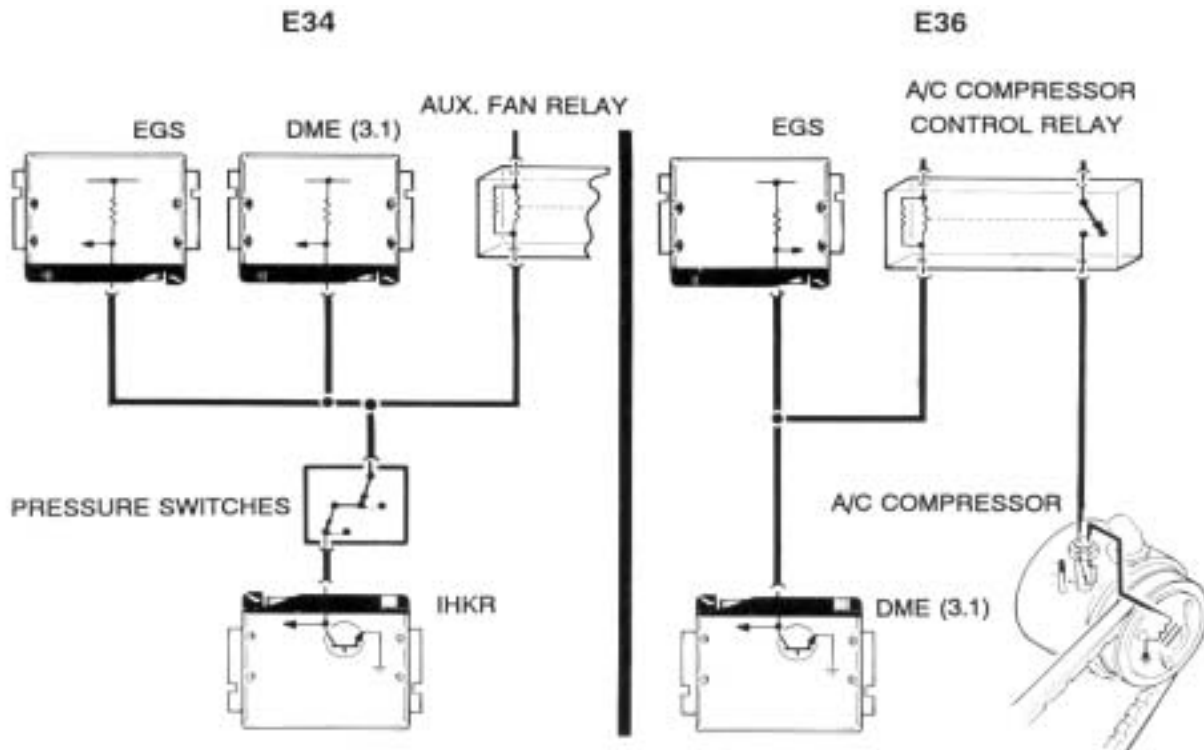 E34
EGS
DME (3.1)
AUX. FAN RELAY
PRESSURE SWITCHES
IHKR
E36
EGS
A/C COMPRESSOR
CONTROL RELAY
A/C COMPRESSOR
DME (3.1)